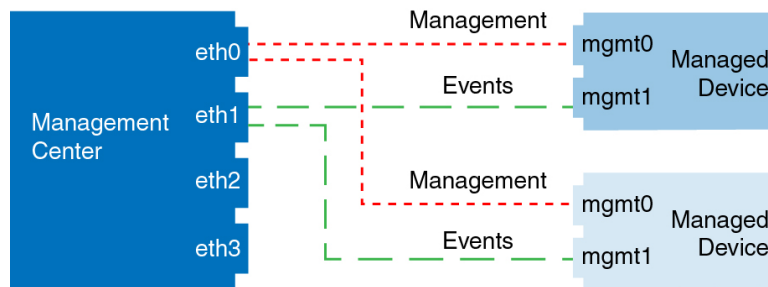 Management
eth0
mgmt0
Managed
Device
Events
mgmt1
eth1
Management
Center
eth2
Management
mgmt0
Managed
Device
eth3
Events
mgmt1